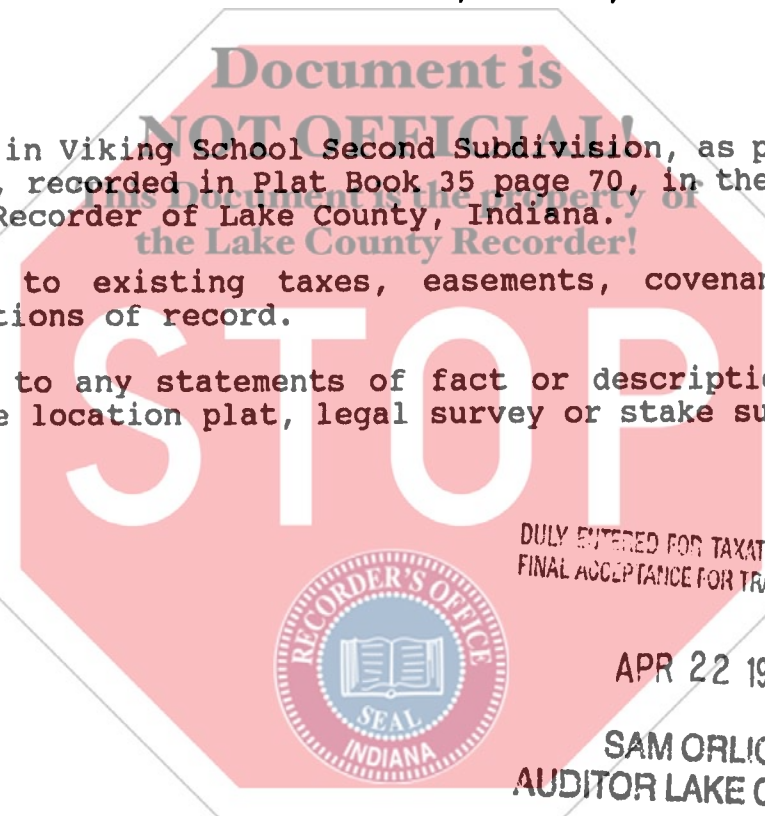 Document is
NOT OFFICIAL!
in Viking School Second Subdivision, as p
, recorded in Plat Book 35 page 70, in the
This Document is the property of
Recorder of Lake County, Indiana.
the Lake County Recorder!
to existing taxes, easements, covenan
tions of record.
STOP
to any statements of fact or descriptio
e location plat, legal survey or stake su
DULY ENTERED FOR TAXAT
FINAL ACCEPTANCE FOR TRA
RECORDER'S OFFICE
APR 22 19
SEAL
INDIANA
SAM ORLIC
AUDITOR LAKE C